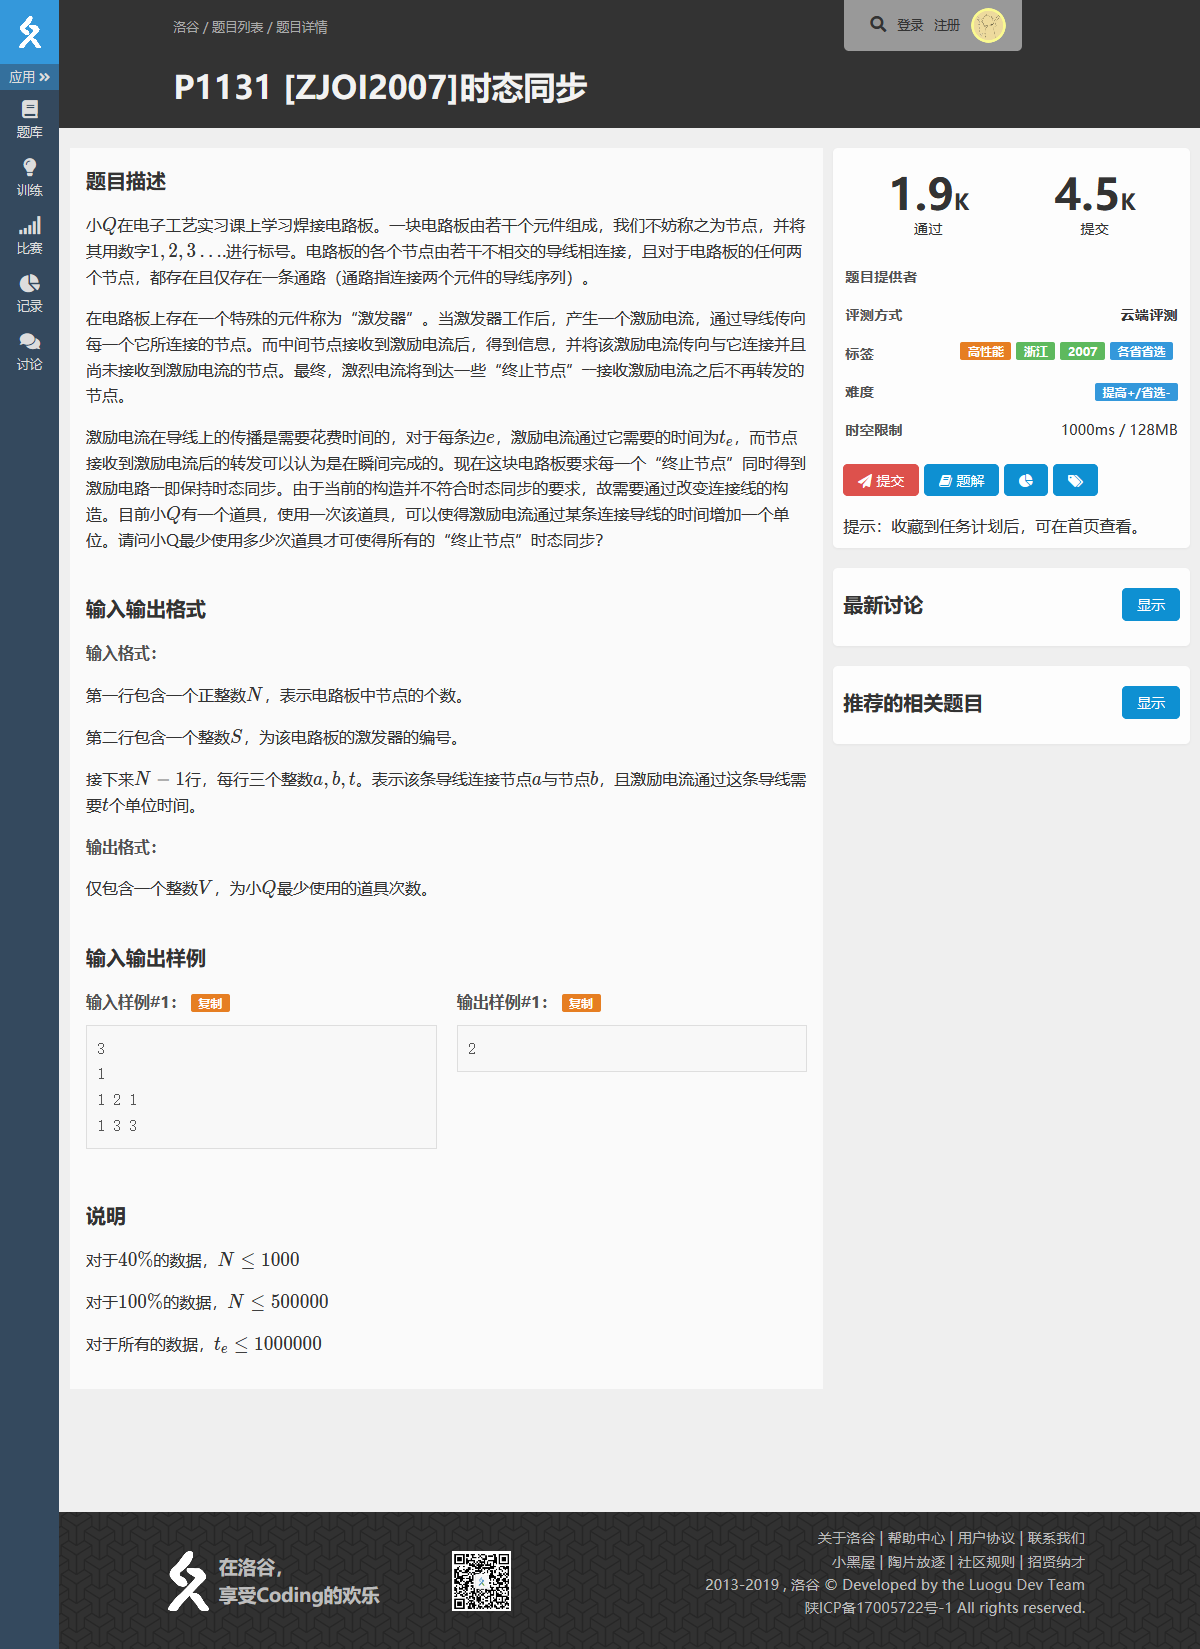 洛谷 / 题目列表 / 题目详情
登录 注册
P1131 [ZJOI2007]时态同步
应用
题库
训练
比赛
记录
讨论
题目描述
小Q在电子工艺实习课上学习焊接电路板。一块电路板由若干个元件组成，我们不妨称之为节点，并将
其用数字1, 2, 3 ….进行标号。电路板的各个节点由若干不相交的导线相连接，且对于电路板的任何两
个节点，都存在且仅存在一条通路（通路指连接两个元件的导线序列）。
在电路板上存在一个特殊的元件称为“激发器”。当激发器工作后，产生一个激励电流，通过导线传向
每一个它所连接的节点。而中间节点接收到激励电流后，得到信息，并将该激励电流传向与它连接并且
尚未接收到激励电流的节点。最终，激烈电流将到达一些“终止节点”一接收激励电流之后不再转发的
节点。
激励电流在导线上的传播是需要花费时间的，对于每条边e，激励电流通过它需要的时间为t_e，而节点
接收到激励电流后的转发可以认为是在瞬间完成的。现在这块电路板要求每一个“终止节点”同时得到
激励电路一即保持时态同步。由于当前的构造并不符合时态同步的要求，故需要通过改变连接线的构
造。目前小Q有一个道具，使用一次该道具，可以使得激励电流通过某条连接导线的时间增加一个单
位。请问小Q最少使用多少次道具才可使得所有的“终止节点”时态同步？
输入输出格式
输入格式：
第一行包含一个正整数N，表示电路板中节点的个数。
第二行包含一个整数S，为该电路板的激发器的编号。
接下来N − 1行，每行三个整数a, b, t。表示该条导线连接节点a与节点b，且激励电流通过这条导线需
要t个单位时间。
输出格式：
仅包含一个整数V，为小Q最少使用的道具次数。
输入输出样例
输入样例#1： 复制
3
1
1 2 1
1 3 3
输出样例#1： 复制
2
说明
对于40%的数据，N ≤ 1000
对于100%的数据，N ≤ 500000
对于所有的数据，t_e ≤ 1000000
1.9K
通过
4.5K
提交
题目提供者
评测方式 云端评测
标签 高性能 浙江 2007 各省省选
难度 提高+/省选-
时空限制 1000ms / 128MB
提交 题解
提示：收藏到任务计划后，可在首页查看。
最新讨论 显示
推荐的相关题目 显示
在洛谷，
享受Coding的欢乐
关于洛谷 | 帮助中心 | 用户协议 | 联系我们
小黑屋 | 陶片放逐 | 社区规则 | 招贤纳才
2013-2019 , 洛谷 © Developed by the Luogu Dev Team
陕ICP备17005722号-1 All rights reserved.